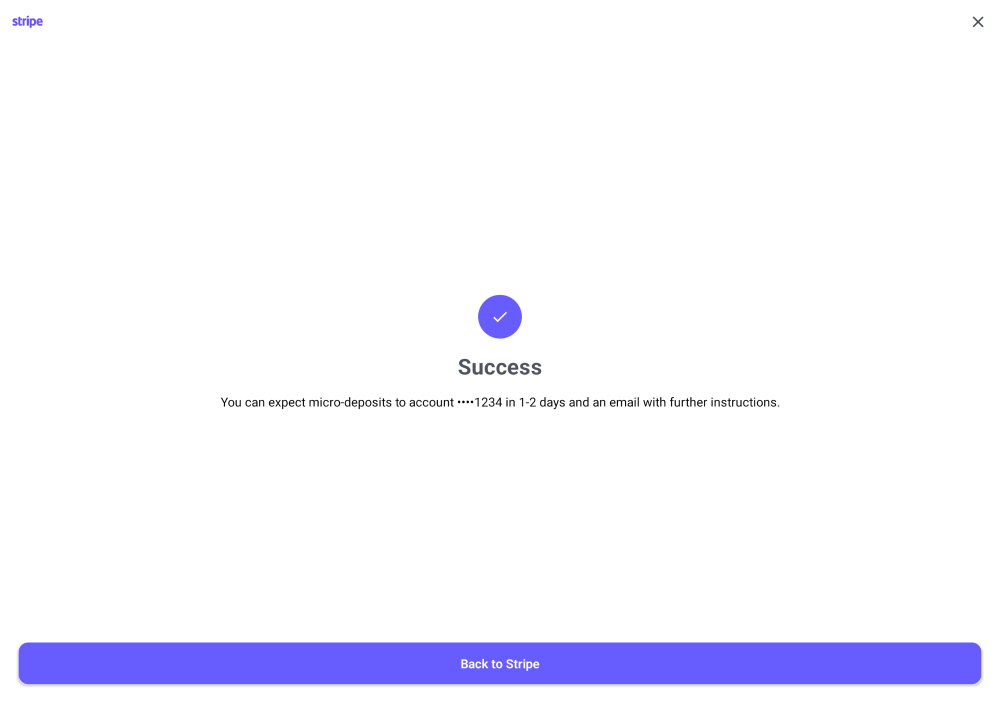 stripe
Success
You can expect micro-deposits to account ••••1234 in 1-2 days and an email with further instructions.
Back to Stripe